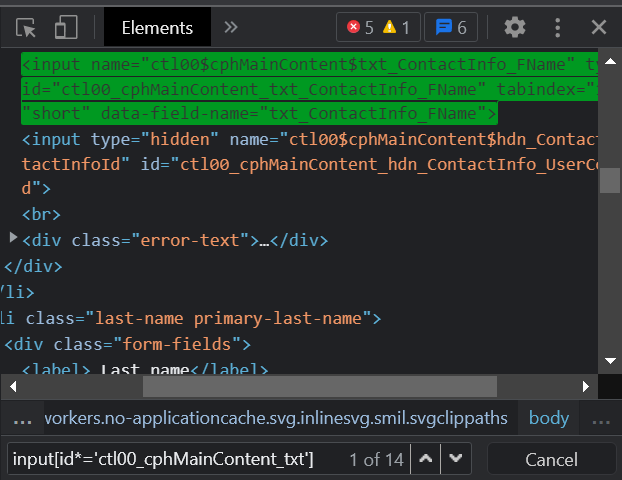 Elements » 5 1 6
<input name="ctl00$cphMainContent$txt_ContactInfo_FName" ty
id="ctl00_cphMainContent_txt_ContactInfo_FName" tabindex="
"short" data-field-name="txt_ContactInfo_FName">
<input type="hidden" name="ctl00$cphMainContent$hdn_Contac
tactInfoId" id="ctl00_cphMainContent_hdn_ContactInfo_UserCo
d">
<br>
<div class="error-text">…</div>
</div>
/li>
li class="last-name primary-last-name">
<div class="form-fields">
<label> Last name</label>
... workers.no-applicationcache.svg.inlinesvg.smil.svgclippaths body ...
input[id*='ctl00_cphMainContent_txt'] 1 of 14 Cancel